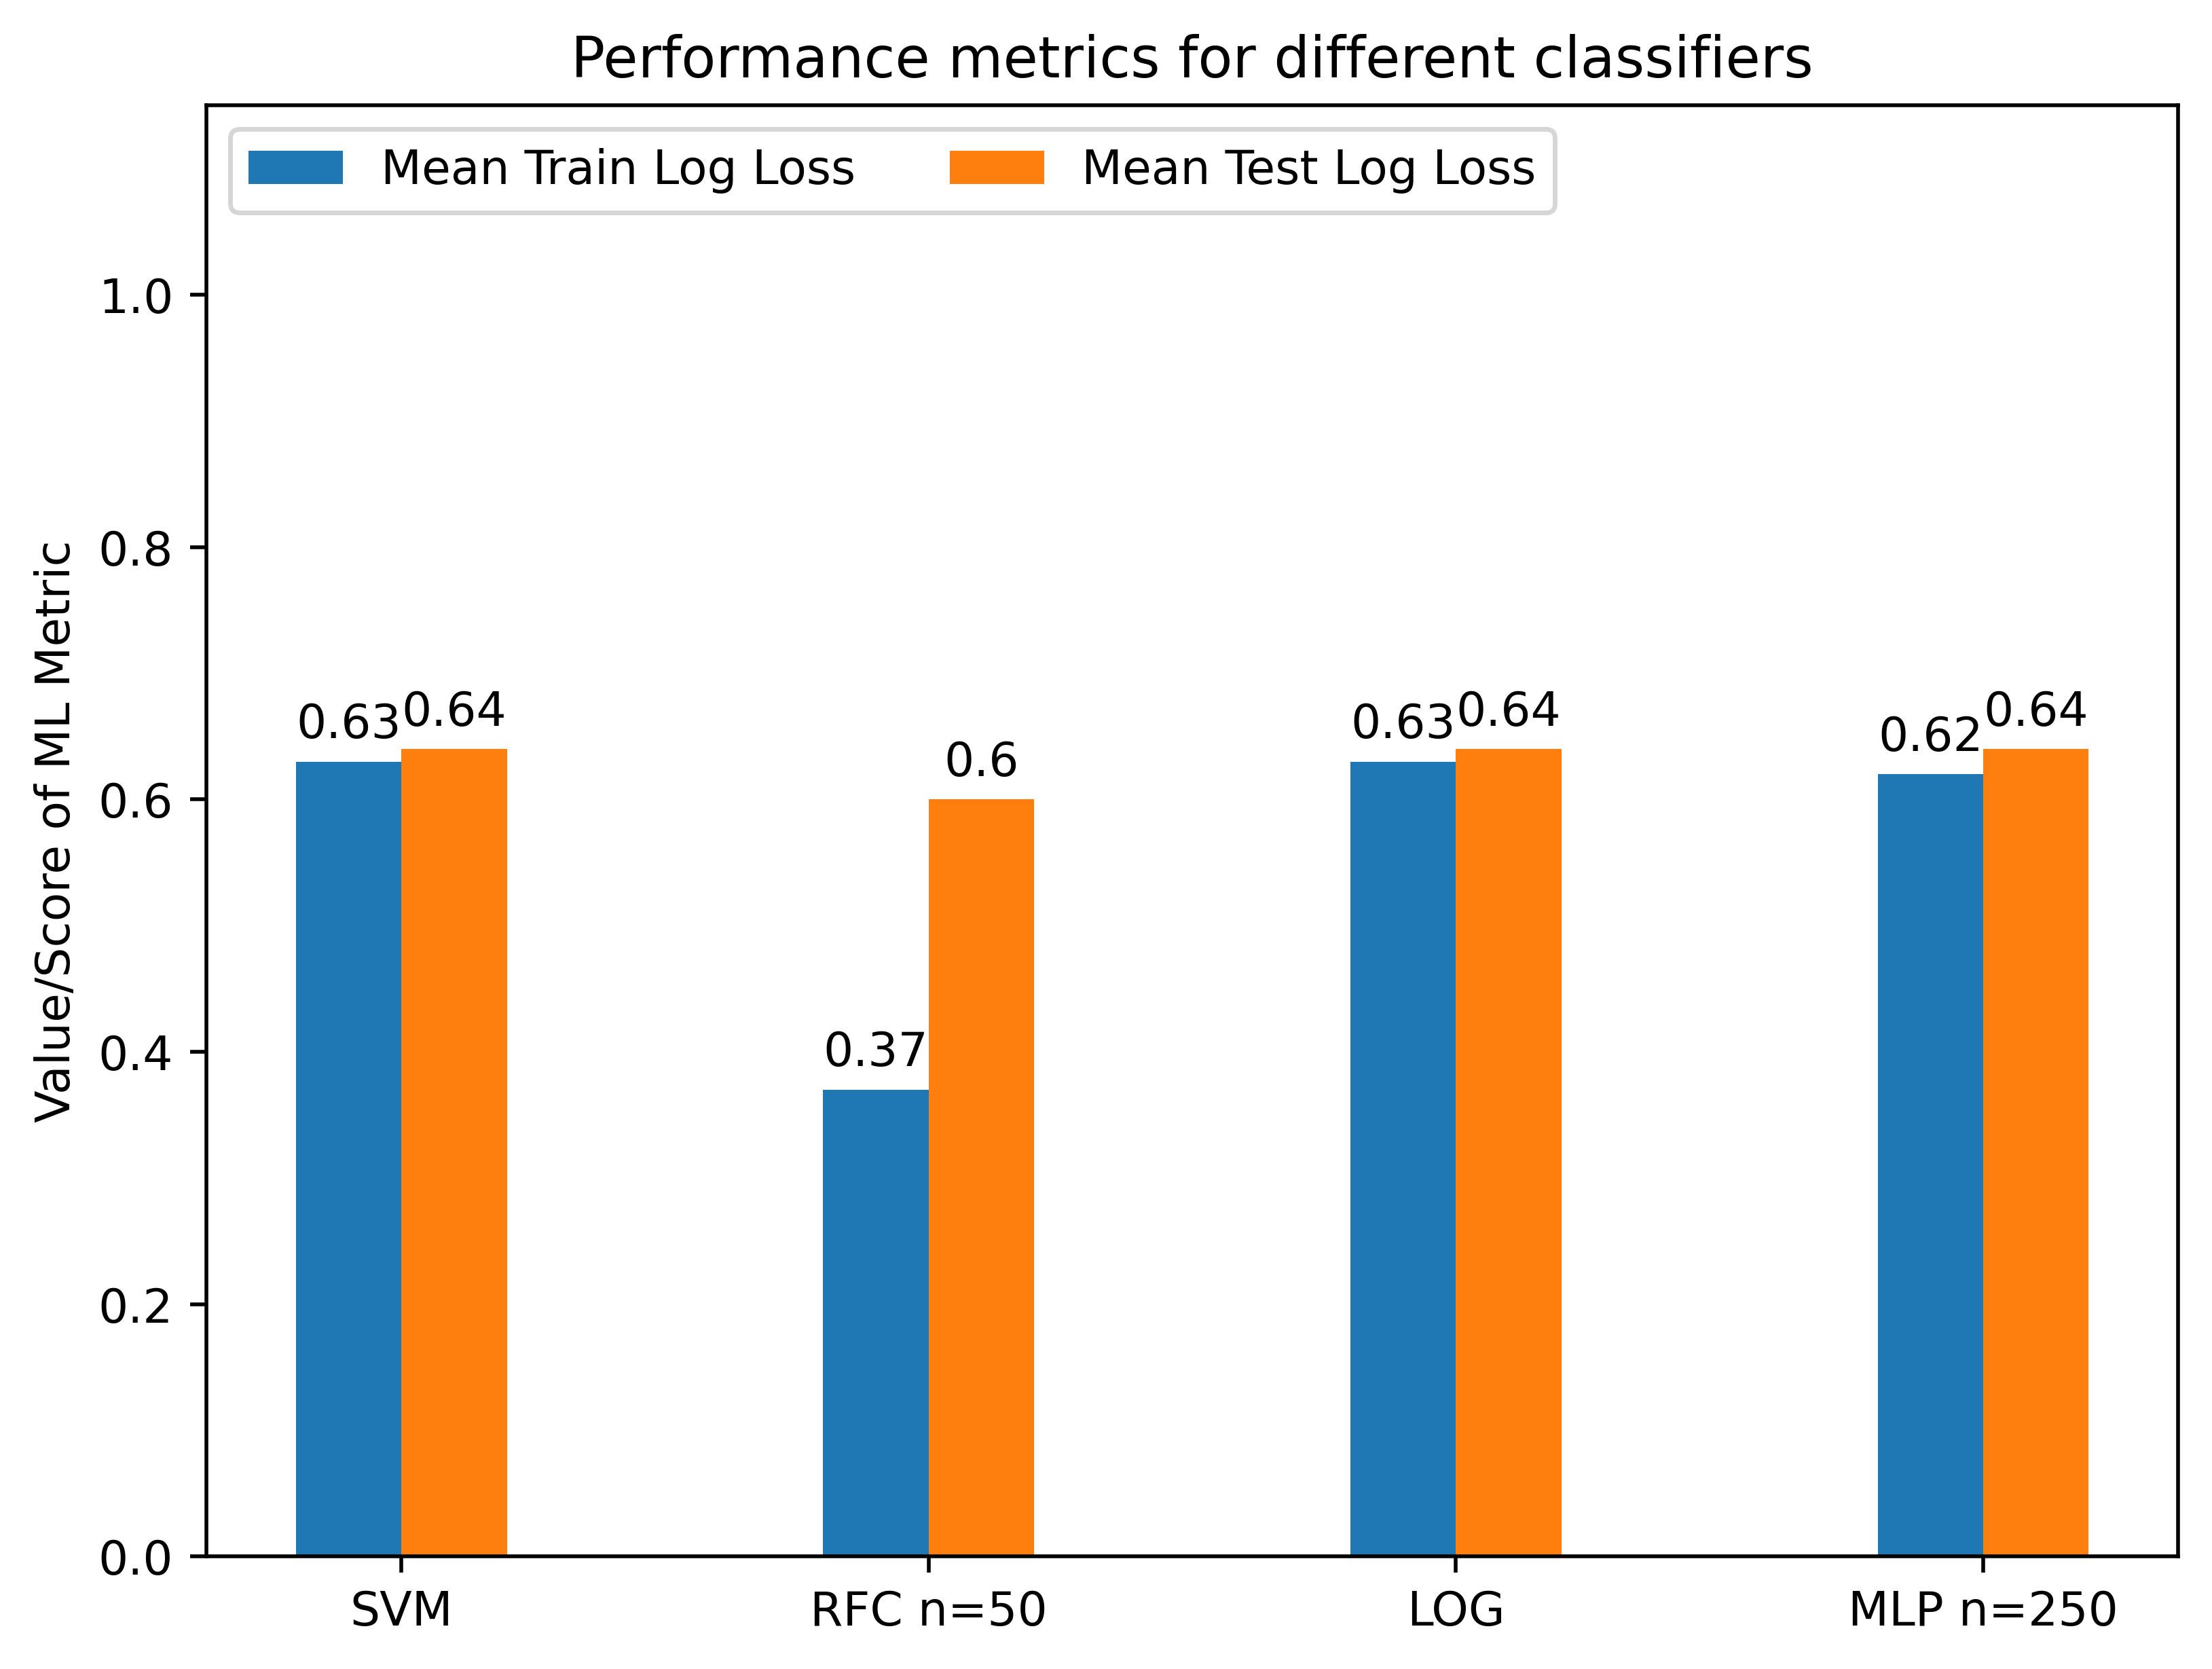 Performance metrics for different classifiers
Mean Train Log Loss
Mean Test Log Loss
Value/Score of ML Metric
1.0
0.8
0.6
0.4
0.2
0.0
0.63
0.64
0.37
0.6
0.63
0.64
0.62
0.64
SVM
RFC n=50
LOG
MLP n=250